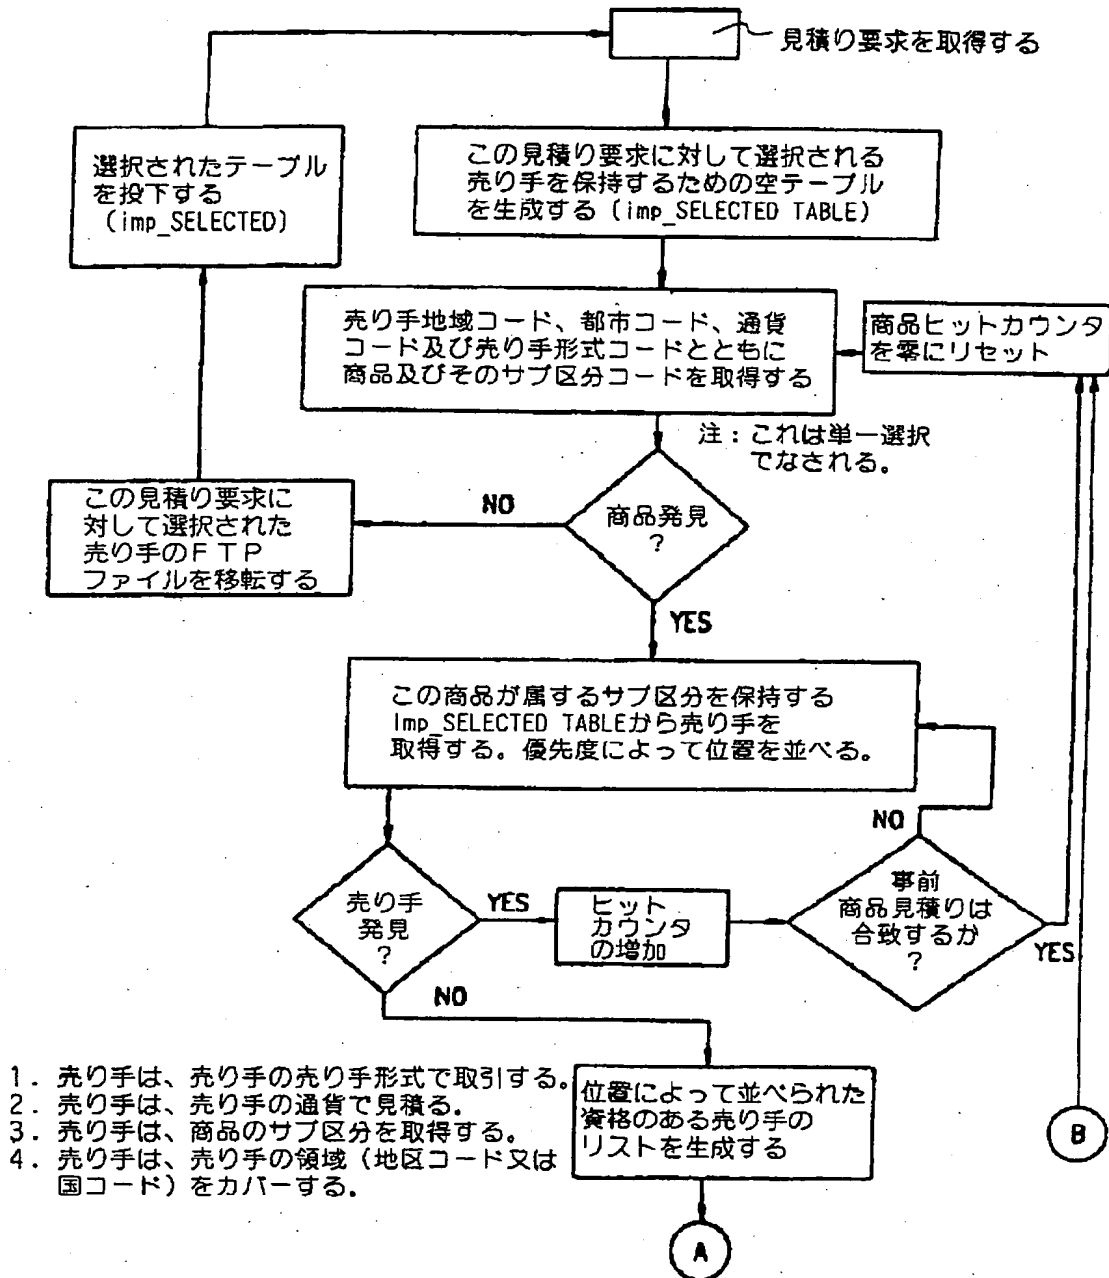 見積り要求を取得する
選択されたテーブル
を投下する
(imp_SELECTED)
この見積り要求に対して選択される
売り手を保持するための空テーブル
を生成する (imp_SELECTED TABLE)
売り手地域コード、都市コード、通貨
コード及び売り手形式コードとともに
商品及びそのサブ区分コードを取得する
商品ヒットカウンタ
を零にリセット
注：これは単一選択
でなされる。
この見積り要求に
対して選択された
売り手のＦＴＰ
ファイルを移転する
NO
商品発見
？
YES
この商品が属するサブ区分を保持する
Imp_SELECTED TABLEから売り手を
取得する。優先度によって位置を並べる。
NO
売り手
発見
？
YES
ヒット
カウンタ
の増加
事前
商品見積りは
合致するか
？
YES
NO
1. 売り手は、売り手の売り手形式で取引する。
2. 売り手は、売り手の通貨で見積る。
3. 売り手は、商品のサブ区分を取得する。
4. 売り手は、売り手の領域（地区コード又は
国コード）をカバーする。
位置によって並べられた
資格のある売り手の
リストを生成する
B
A